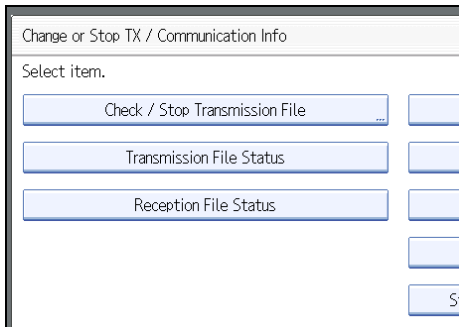 Change or Stop TX / Communication Info
Select item.
Check / Stop Transmission File ...
Transmission File Status
Reception File Status